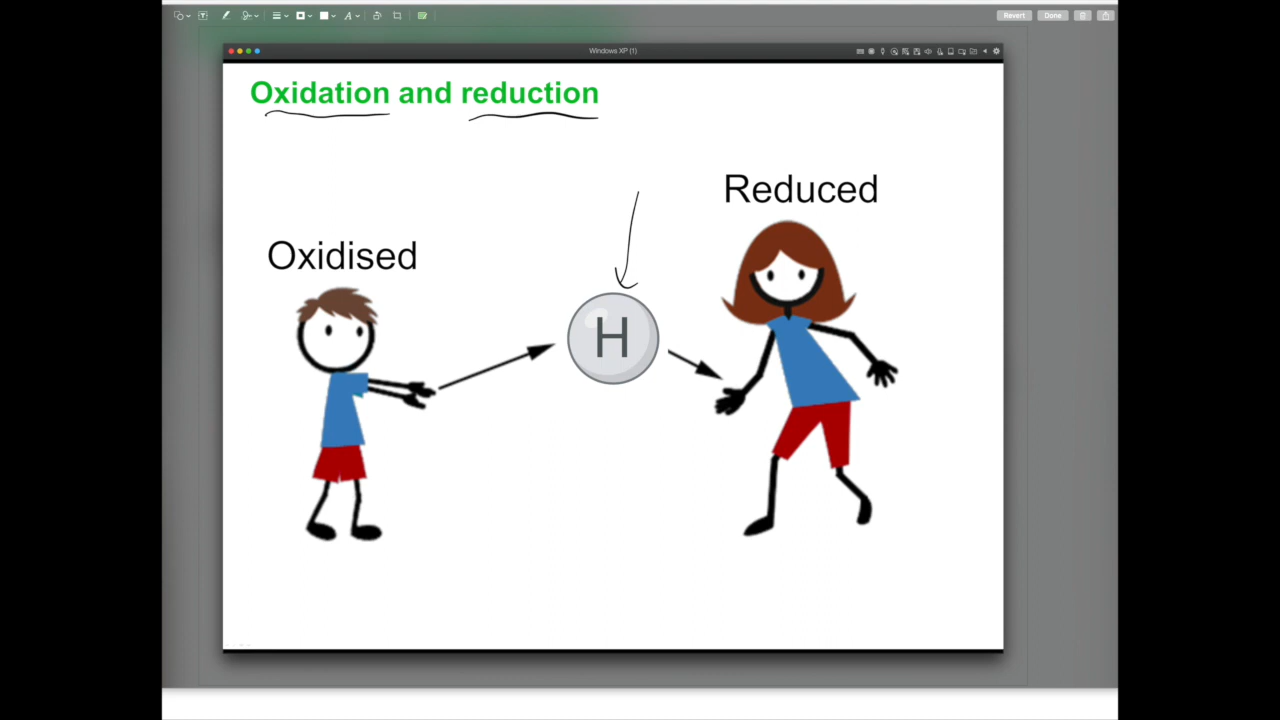 Revert
Done
Windows XP (1)
Oxidation and reduction
Reduced
Oxidised
H